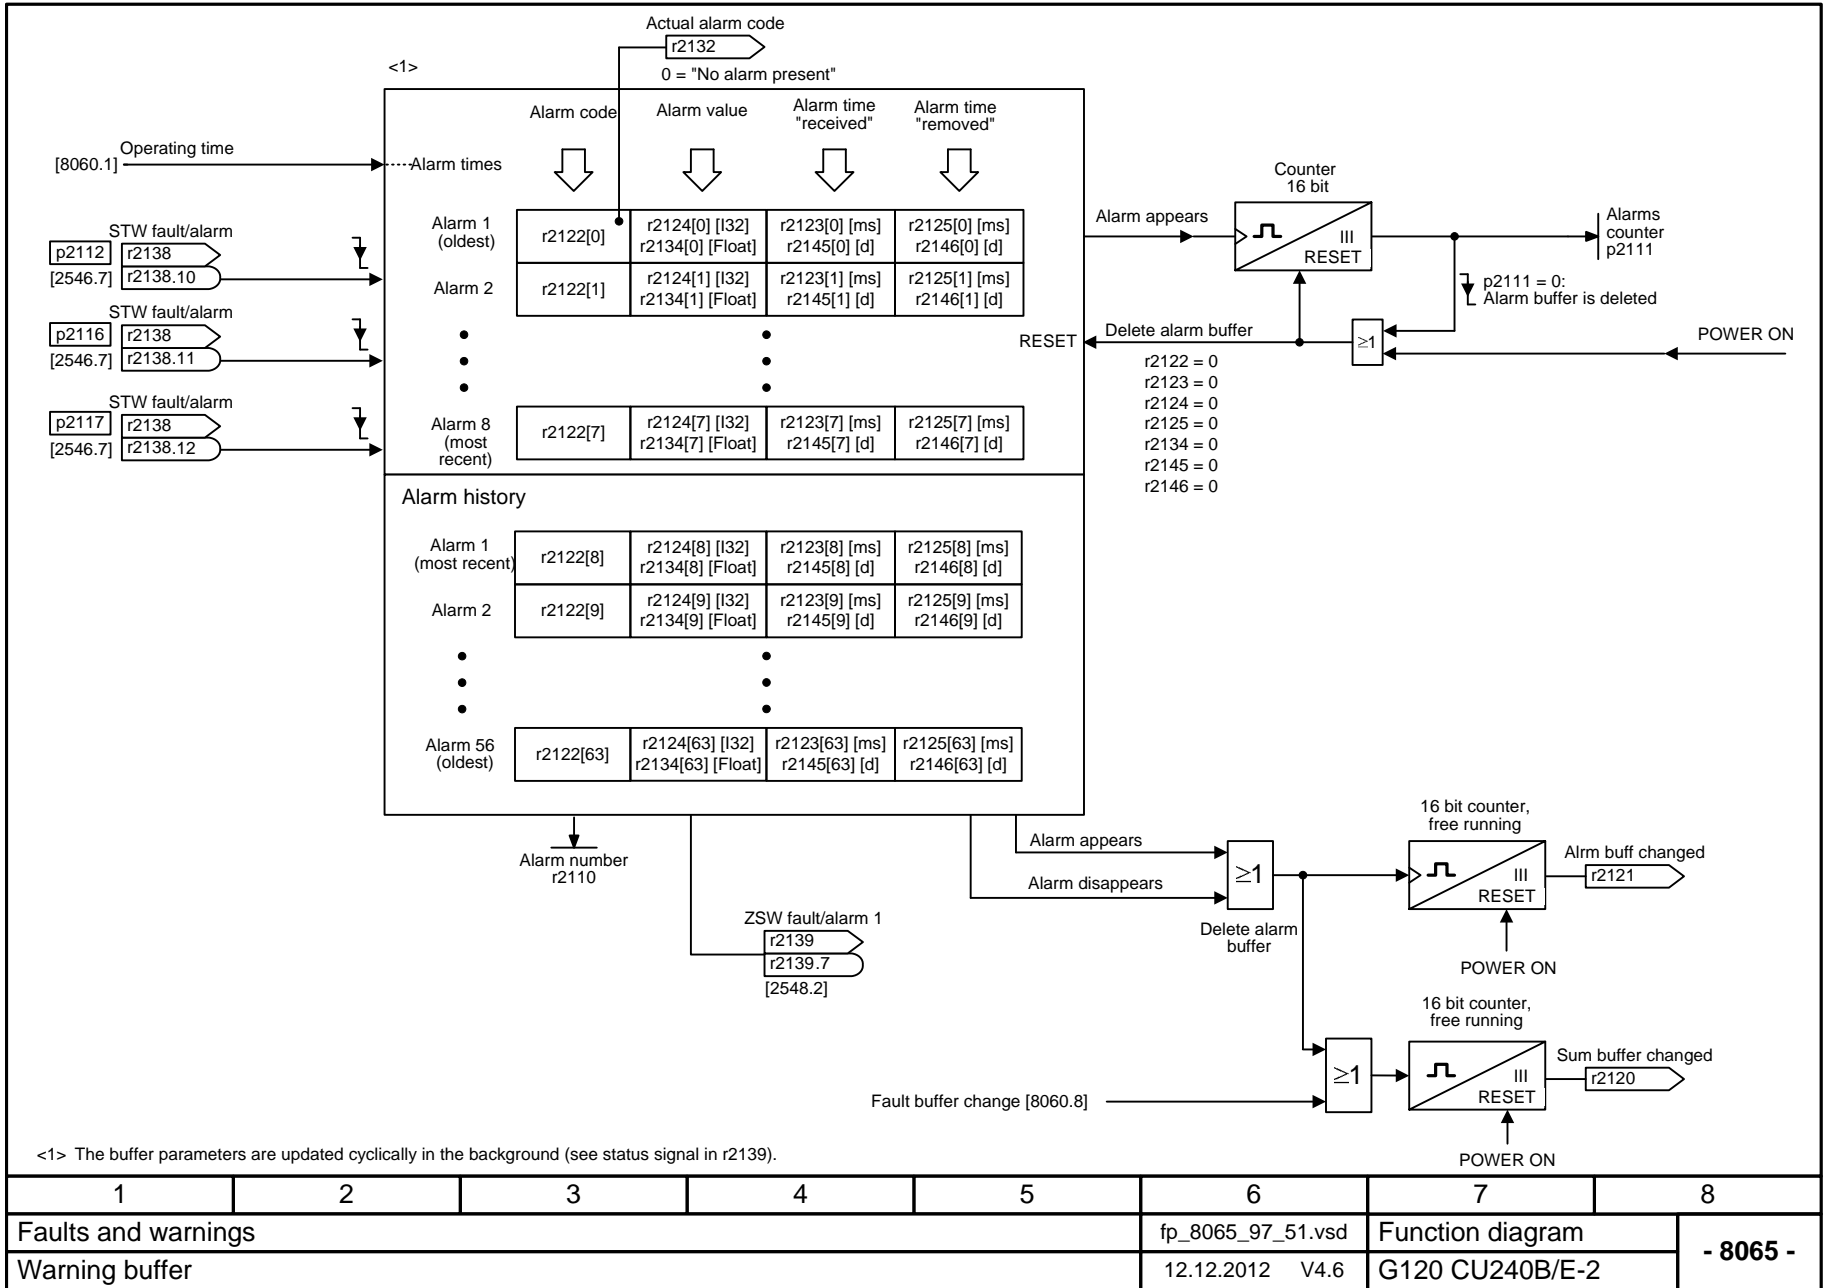 Actual alarm code
r2132
0 = "No alarm present"
<1>
Alarm code
Alarm value
Alarm time
"received"
Alarm time
"removed"
Operating time
[8060.1]
Alarm times
Alarm 1
(oldest)
r2122[0]
r2124[0] [I32]
r2134[0] [Float]
r2123[0] [ms]
r2145[0] [d]
r2125[0] [ms]
r2146[0] [d]
Alarm 2
r2122[1]
r2124[1] [I32]
r2134[1] [Float]
r2123[1] [ms]
r2145[1] [d]
r2125[1] [ms]
r2146[1] [d]
Alarm 8
(most
recent)
r2122[7]
r2124[7] [I32]
r2134[7] [Float]
r2123[7] [ms]
r2145[7] [d]
r2125[7] [ms]
r2146[7] [d]
STW fault/alarm
p2112
r2138
[2546.7]
r2138.10
STW fault/alarm
p2116
r2138
[2546.7]
r2138.11
STW fault/alarm
p2117
r2138
[2546.7]
r2138.12
Alarm appears
Counter
16 bit
III
RESET
Alarms
counter
p2111
p2111 = 0:
Alarm buffer is deleted
RESET
Delete alarm buffer
≥1
POWER ON
r2122 = 0
r2123 = 0
r2124 = 0
r2125 = 0
r2134 = 0
r2145 = 0
r2146 = 0
Alarm history
Alarm 1
(most recent)
r2122[8]
r2124[8] [I32]
r2134[8] [Float]
r2123[8] [ms]
r2145[8] [d]
r2125[8] [ms]
r2146[8] [d]
Alarm 2
r2122[9]
r2124[9] [I32]
r2134[9] [Float]
r2123[9] [ms]
r2145[9] [d]
r2125[9] [ms]
r2146[9] [d]
Alarm 56
(oldest)
r2122[63]
r2124[63] [I32]
r2134[63] [Float]
r2123[63] [ms]
r2145[63] [d]
r2125[63] [ms]
r2146[63] [d]
Alarm number
r2110
ZSW fault/alarm 1
r2139
r2139.7
[2548.2]
Alarm appears
Alarm disappears
≥1
Delete alarm
buffer
16 bit counter,
free running
III
RESET
Alrm buff changed
r2121
POWER ON
16 bit counter,
free running
Fault buffer change [8060.8]
≥1
III
RESET
Sum buffer changed
r2120
POWER ON
<1> The buffer parameters are updated cyclically in the background (see status signal in r2139).
1 2 3 4 5 6 7 8
Faults and warnings
fp_8065_97_51.vsd
Function diagram
- 8065 -
Warning buffer
12.12.2012 V4.6
G120 CU240B/E-2